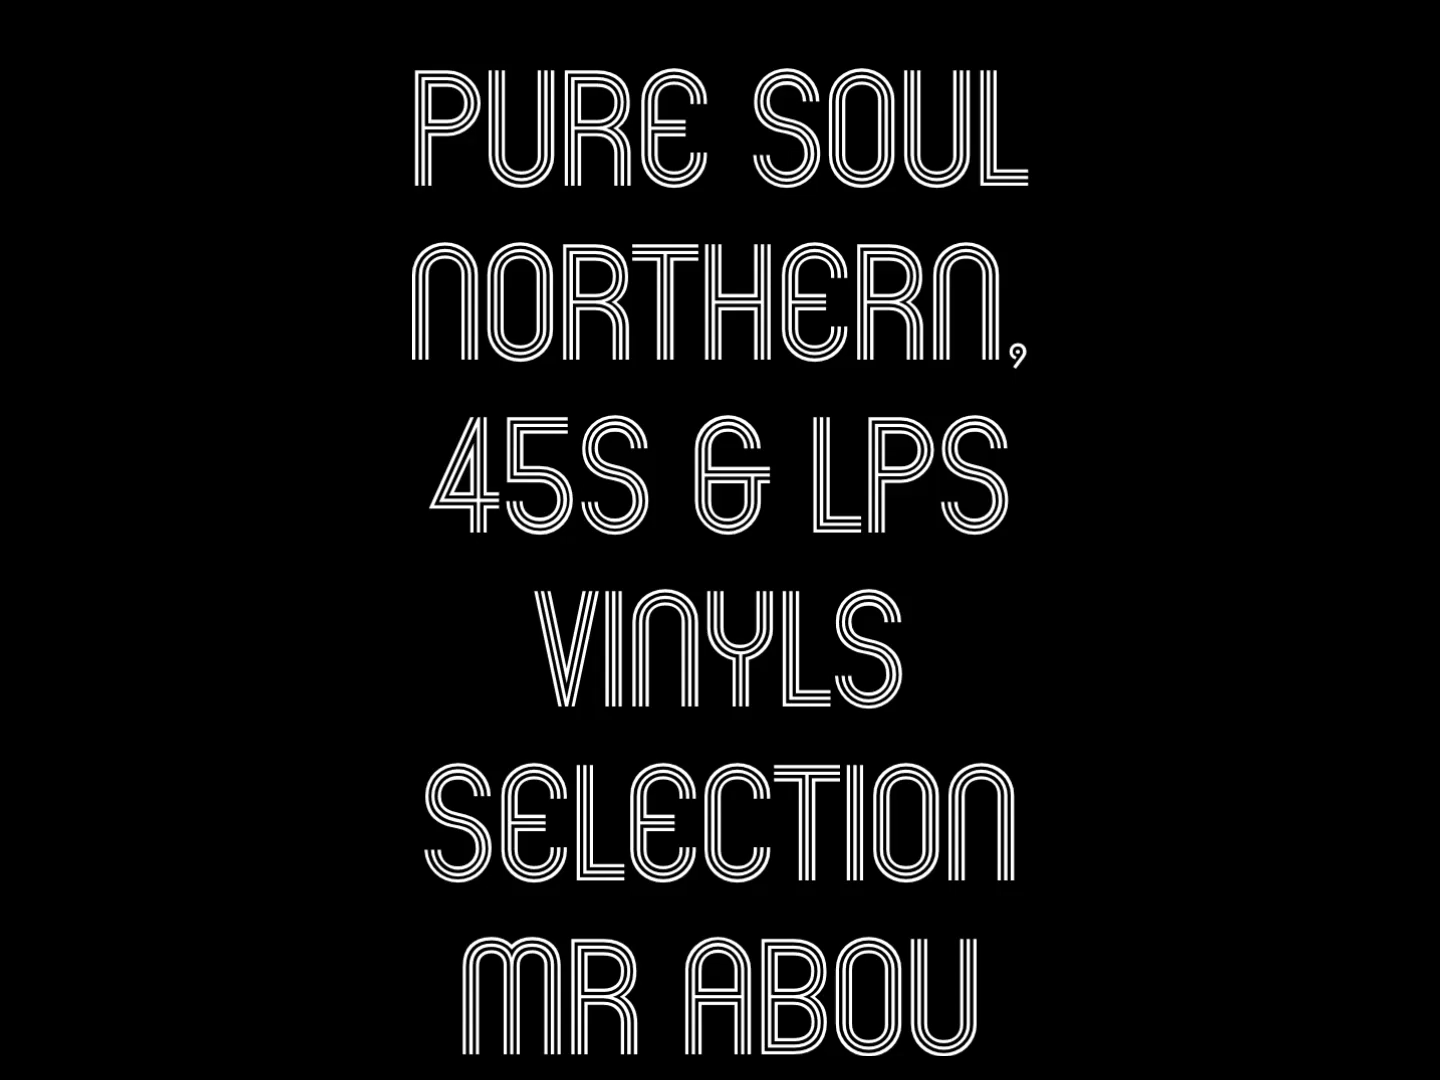 PURE SOUL
NORTHERN,
45S & LPS
VINYLS
SELECTION
MR ABOU